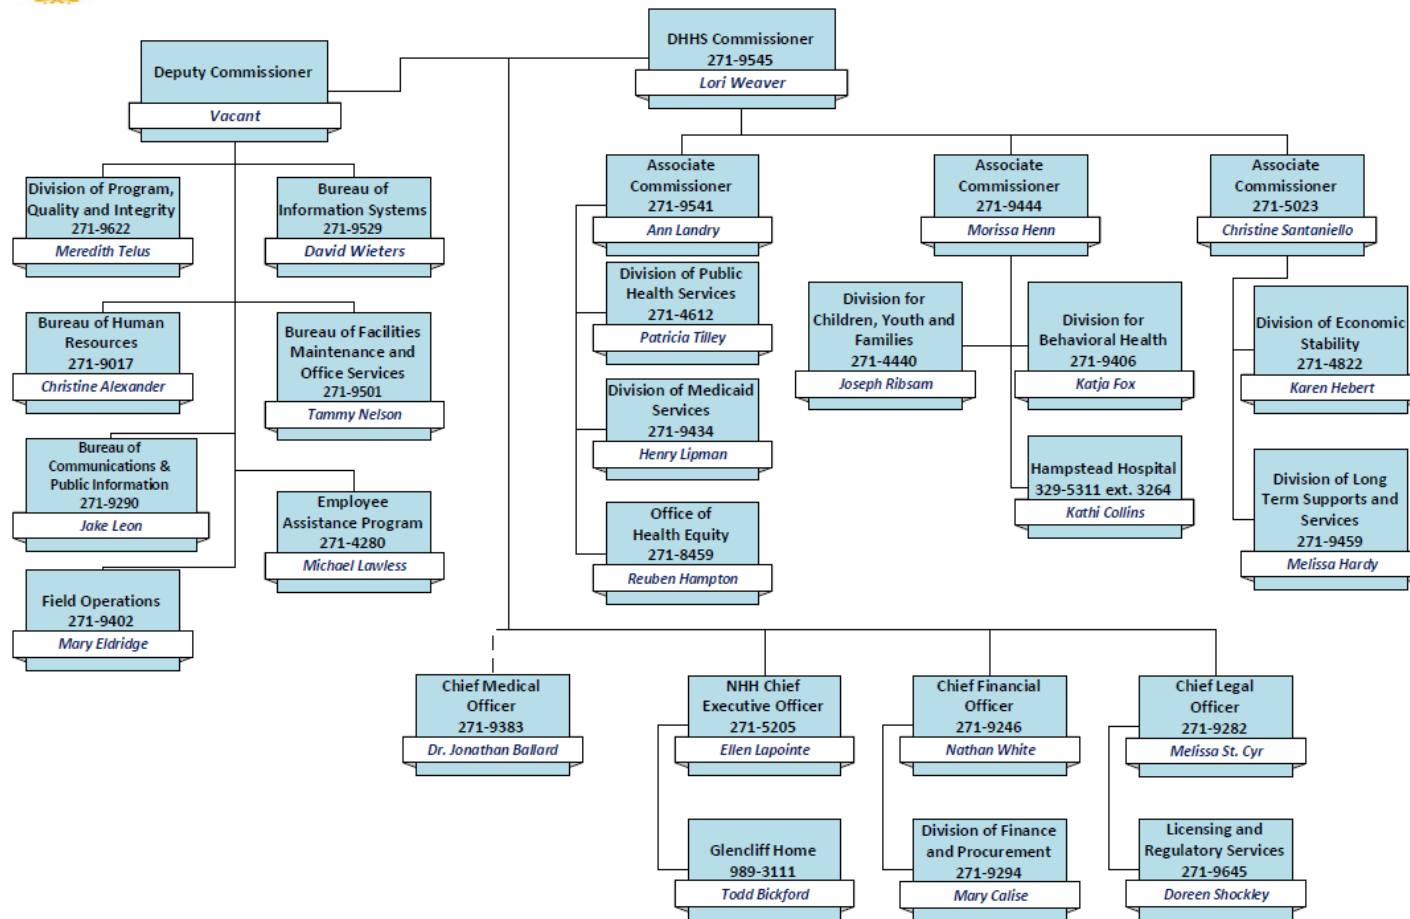 DHHS Commissioner
271-9545
Lori Weaver
Deputy Commissioner
Vacant
Division of Program,
Quality and Integrity
271-9622
Meredith Telus
Bureau of
Information Systems
271-9529
David Wieters
Bureau of Human
Resources
271-9017
Christine Alexander
Bureau of Facilities
Maintenance and
Office Services
271-9501
Tammy Nelson
Bureau of
Communications &
Public Information
271-9290
Jake Leon
Employee
Assistance Program
271-4280
Michael Lawless
Field Operations
271-9402
Mary Eldridge
Associate
Commissioner
271-9541
Ann Landry
Division of Public
Health Services
271-4612
Patricia Tilley
Division of Medicaid
Services
271-9434
Henry Lipman
Office of
Health Equity
271-8459
Reuben Hampton
Associate
Commissioner
271-9444
Morissa Henn
Division for
Children, Youth and
Families
271-4440
Joseph Ribsam
Division for
Behavioral Health
271-9406
Katja Fox
Hampstead Hospital
329-5311 ext. 3264
Kathi Collins
Associate
Commissioner
271-5023
Christine Santaniello
Division of Economic
Stability
271-4822
Karen Hebert
Division of Long
Term Supports and
Services
271-9459
Melissa Hardy
Chief Medical
Officer
271-9383
Dr. Jonathan Ballard
NHH Chief
Executive Officer
271-5205
Ellen Lapointe
Glencliff Home
989-3111
Todd Bickford
Chief Financial
Officer
271-9246
Nathan White
Division of Finance
and Procurement
271-9294
Mary Calise
Chief Legal
Officer
271-9282
Melissa St. Cyr
Licensing and
Regulatory Services
271-9645
Doreen Shockley